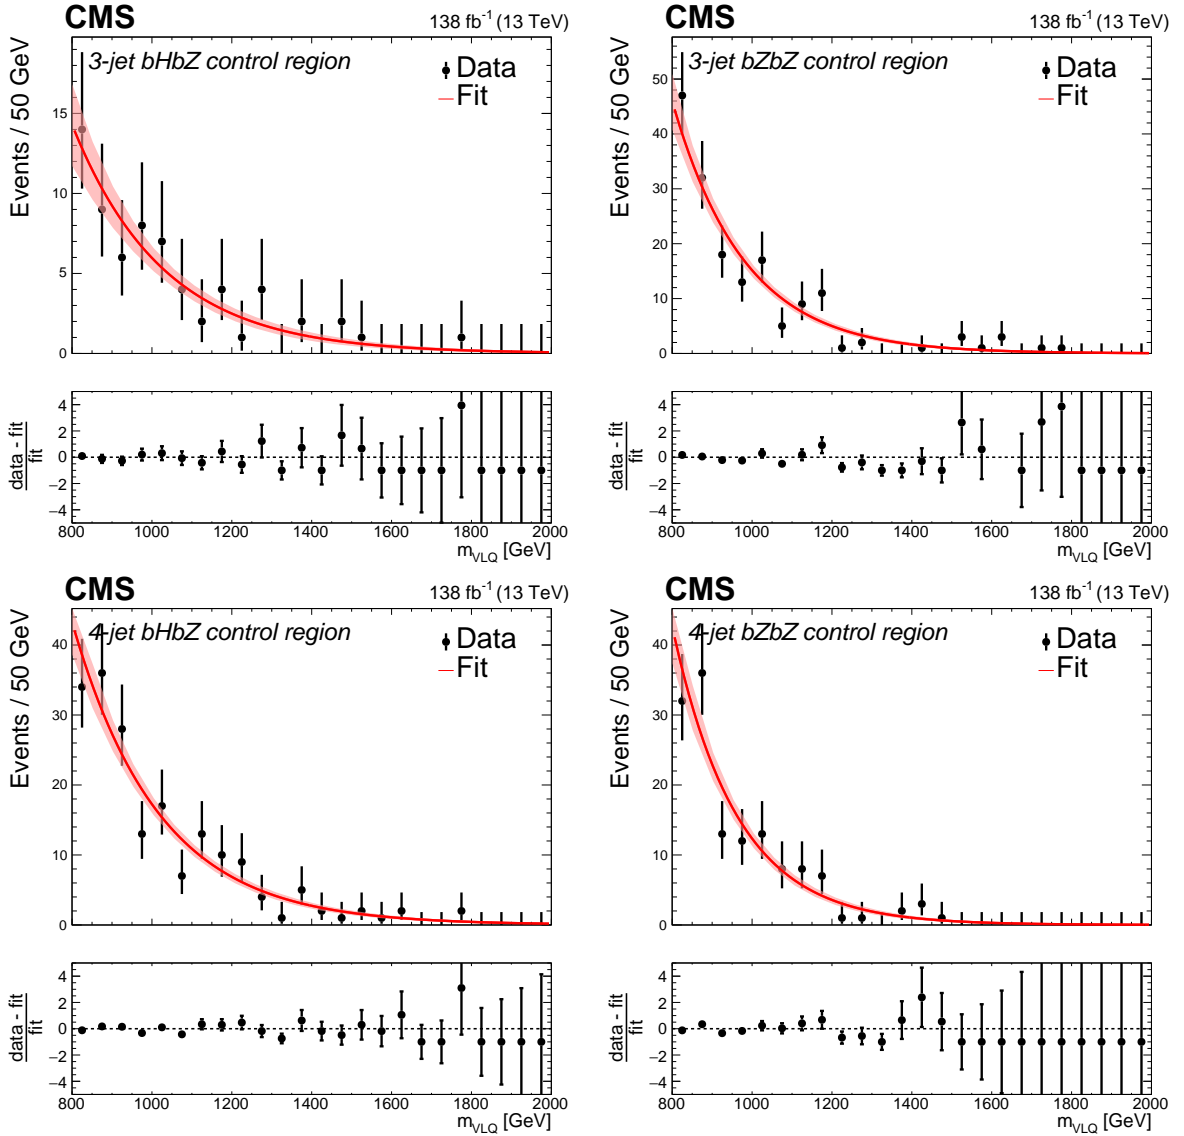 CMS
138 fb⁻¹ (13 TeV)
Events / 50 GeV
3-jet bHbZ control region
Data
Fit
15
10
5
0
data - fit
fit
4
2
0
−2
−4
800 1000 1200 1400 1600 1800 2000
m_VLQ [GeV]
CMS
138 fb⁻¹ (13 TeV)
Events / 50 GeV
3-jet bZbZ control region
Data
Fit
50
40
30
20
10
0
data - fit
fit
4
2
0
−2
−4
800 1000 1200 1400 1600 1800 2000
m_VLQ [GeV]
CMS
138 fb⁻¹ (13 TeV)
Events / 50 GeV
4-jet bHbZ control region
Data
Fit
40
30
20
10
0
data - fit
fit
4
2
0
−2
−4
800 1000 1200 1400 1600 1800 2000
m_VLQ [GeV]
CMS
138 fb⁻¹ (13 TeV)
Events / 50 GeV
4-jet bZbZ control region
Data
Fit
40
30
20
10
0
data - fit
fit
4
2
0
−2
−4
800 1000 1200 1400 1600 1800 2000
m_VLQ [GeV]